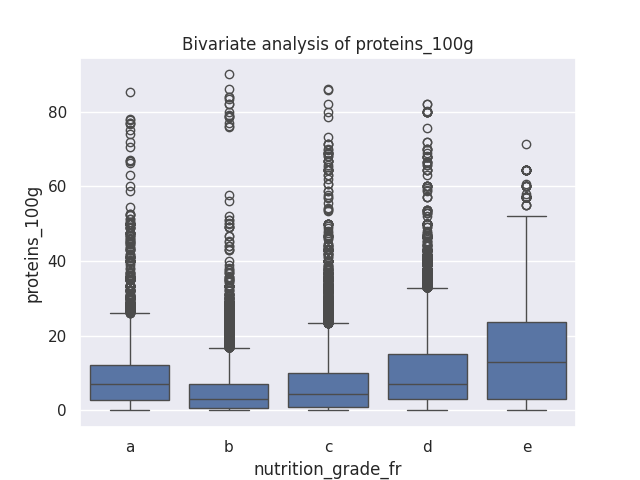 Bivariate analysis of proteins_100g
proteins_100g
80
60
40
20
0
a b c d e
nutrition_grade_fr